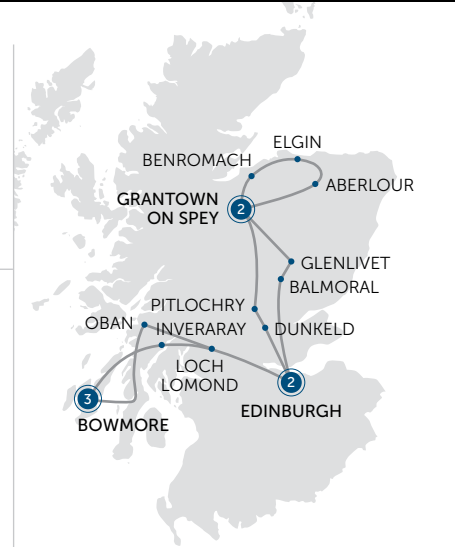 ELGIN
BENROMACH
ABERLOUR
GRANTOWN
ON SPEY
2
GLENLIVET
BALMORAL
PITLOCHRY
OBAN
INVERARAY
DUNKELD
LOCH
LOMOND
2
3
EDINBURGH
BOWMORE